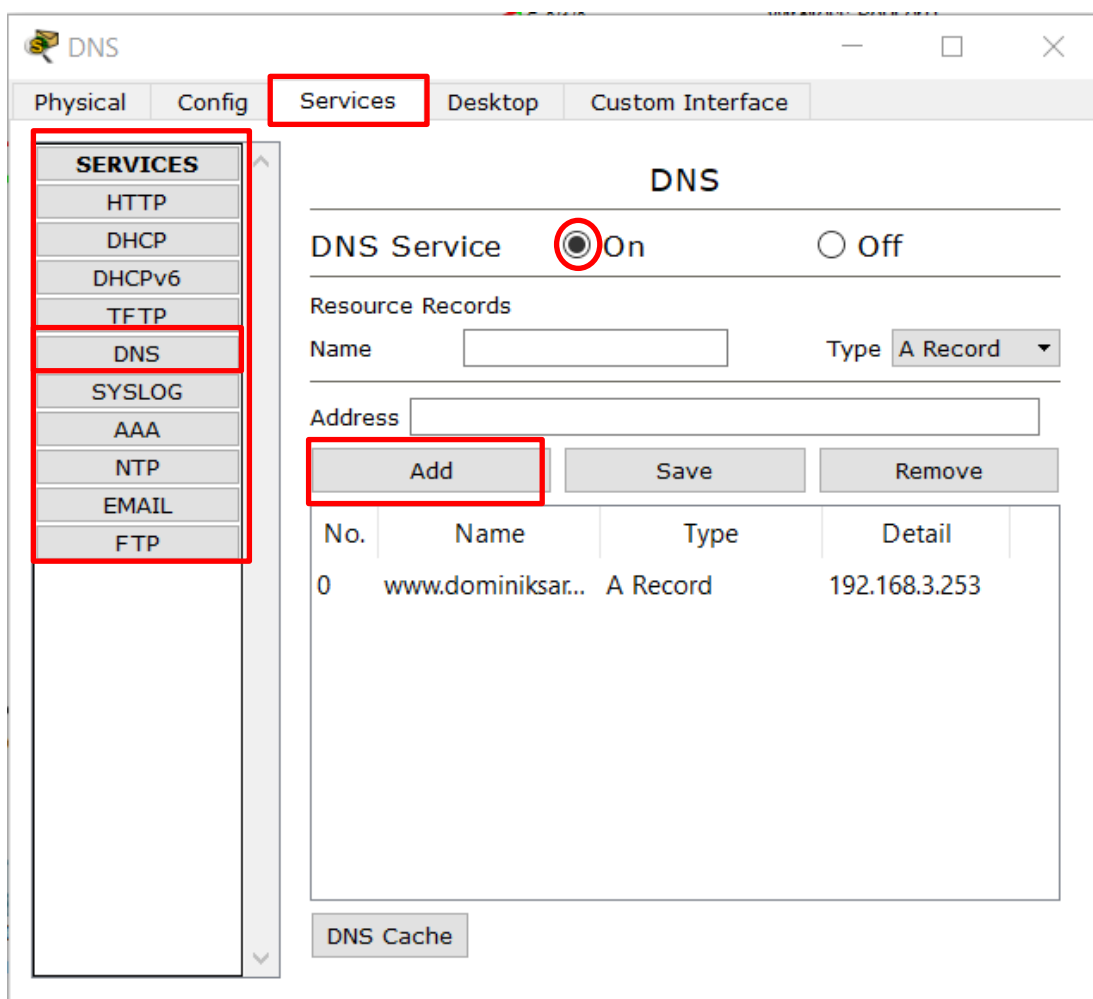 DNS
Physical Config Services Desktop Custom Interface
SERVICES
HTTP
DHCP
DHCPv6
TFTP
DNS
SYSLOG
AAA
NTP
EMAIL
FTP
DNS
DNS Service On Off
Resource Records
Name Type A Record
Address
Add Save Remove
No. Name Type Detail
0 www.dominiksar... A Record 192.168.3.253
DNS Cache